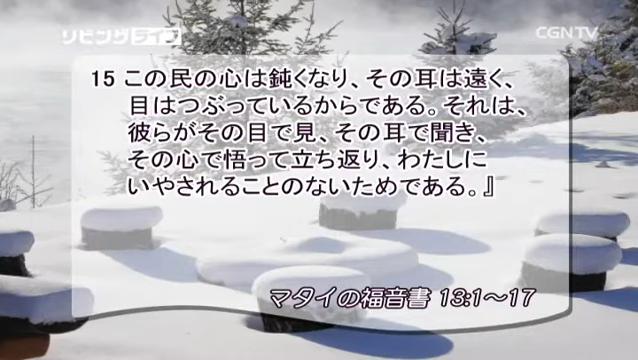 リビングライフ
CGNTV
15 この民の心は鈍くなり、その耳は遠く、
目はつぶっているからである。それは、
彼らがその目で見、その耳で聞き、
その心で悟って立ち返り、わたしに
いやされることのないためである。』
マタイの福音書 13:1～17